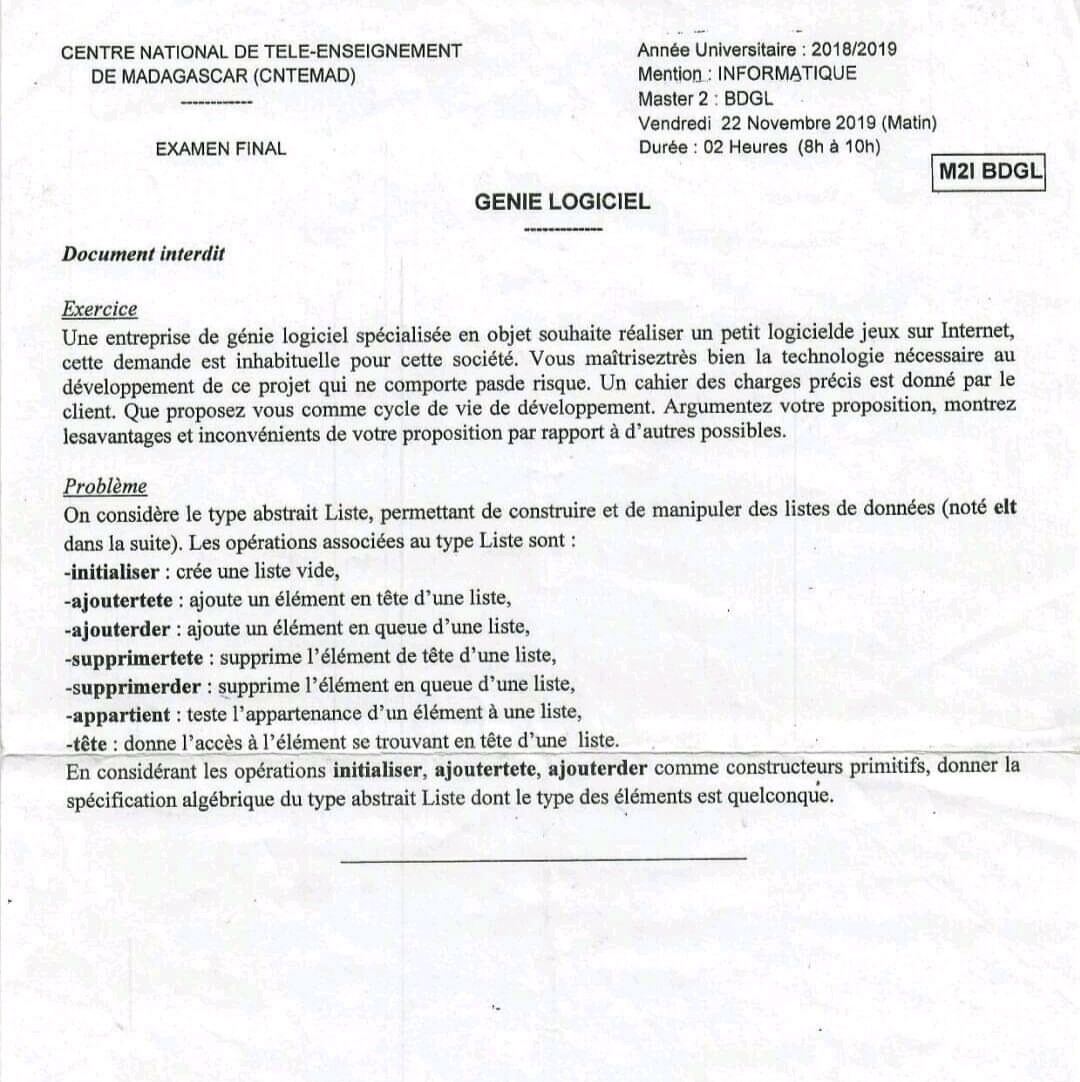 CENTRE NATIONAL DE TELE-ENSEIGNEMENT
DE MADAGASCAR (CNTEMAD)
------------
EXAMEN FINAL
Année Universitaire : 2018/2019
Mention : INFORMATIQUE
Master 2 : BDGL
Vendredi 22 Novembre 2019 (Matin)
Durée : 02 Heures (8h à 10h)
M2I BDGL
GENIE LOGICIEL
-------------
Document interdit
Exercice
Une entreprise de génie logiciel spécialisée en objet souhaite réaliser un petit logicielde jeux sur Internet,
cette demande est inhabituelle pour cette société. Vous maîtriseztrès bien la technologie nécessaire au
développement de ce projet qui ne comporte pasde risque. Un cahier des charges précis est donné par le
client. Que proposez vous comme cycle de vie de développement. Argumentez votre proposition, montrez
lesavantages et inconvénients de votre proposition par rapport à d'autres possibles.
Problème
On considère le type abstrait Liste, permettant de construire et de manipuler des listes de données (noté elt
dans la suite). Les opérations associées au type Liste sont :
-initialiser : crée une liste vide,
-ajoutertete : ajoute un élément en tête d'une liste,
-ajouterder : ajoute un élément en queue d'une liste,
-supprimertete : supprime l'élément de tête d'une liste,
-supprimerder : supprime l'élément en queue d'une liste,
-appartient : teste l'appartenance d'un élément à une liste,
-tête : donne l'accès à l'élément se trouvant en tête d'une liste.
En considérant les opérations initialiser, ajoutertete, ajouterder comme constructeurs primitifs, donner la
spécification algébrique du type abstrait Liste dont le type des éléments est quelconque.